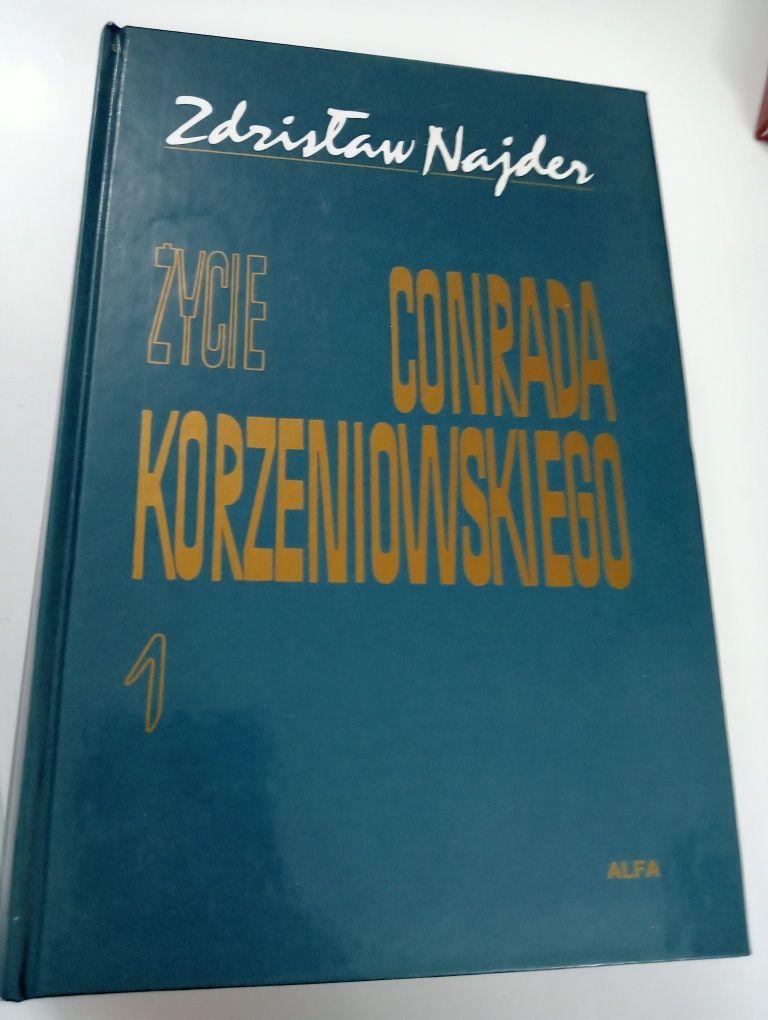 Zdzisław Najder
ŻYCIE CONRADA
KORZENIOWSKIEGO
1
ALFA